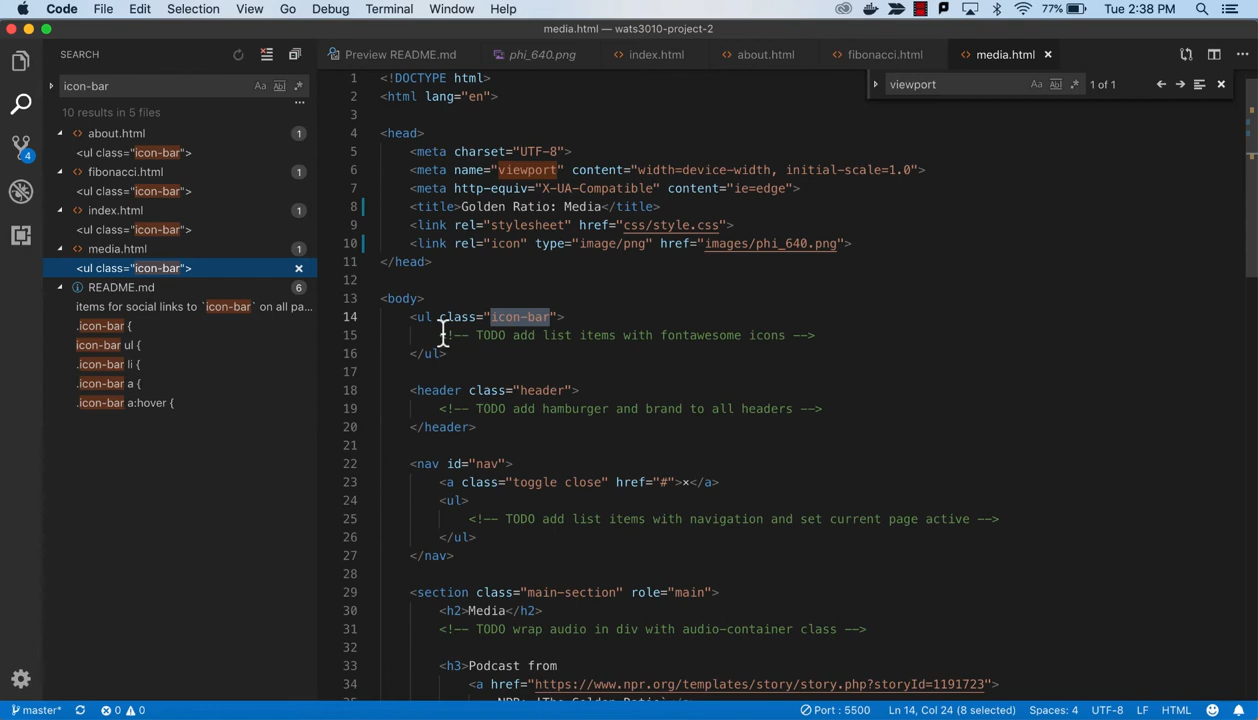 Code File Edit Selection View Go Debug Terminal Window Help 77% Tue 2:38 PM
media.html — wats3010-project-2
SEARCH
Preview README.md phi_640.png index.html about.html fibonacci.html media.html ×
icon-bar Aa Abl .*
viewport Aa Abl .* 1 of 1
10 results in 5 files
about.html 1
<ul class="icon-bar">
fibonacci.html 1
<ul class="icon-bar">
index.html 1
<ul class="icon-bar">
media.html 1
<ul class="icon-bar">
README.md 6
items for social links to `icon-bar` on all pa...
.icon-bar {
icon-bar ul {
.icon-bar li {
.icon-bar a {
.icon-bar a:hover {
4
1 <!DOCTYPE html>
2 <html lang="en">
3
4 <head>
5 <meta charset="UTF-8">
6 <meta name="viewport" content="width=device-width, initial-scale=1.0">
7 <meta http-equiv="X-UA-Compatible" content="ie=edge">
8 <title>Golden Ratio: Media</title>
9 <link rel="stylesheet" href="css/style.css">
10 <link rel="icon" type="image/png" href="images/phi_640.png">
11 </head>
12
13 <body>
14 <ul class="icon-bar">
15 <!-- TODO add list items with fontawesome icons -->
16 </ul>
17
18 <header class="header">
19 <!-- TODO add hamburger and brand to all headers -->
20 </header>
21
22 <nav id="nav">
23 <a class="toggle close" href="#">×</a>
24 <ul>
25 <!-- TODO add list items with navigation and set current page active -->
26 </ul>
27 </nav>
28
29 <section class="main-section" role="main">
30 <h2>Media</h2>
31 <!-- TODO wrap audio in div with audio-container class -->
32
33 <h3>Podcast from
34 <a href="https://www.npr.org/templates/story/story.php?storyId=1191723">
master* 0 0 Port : 5500 Ln 14, Col 24 (8 selected) Spaces: 4 UTF-8 LF HTML